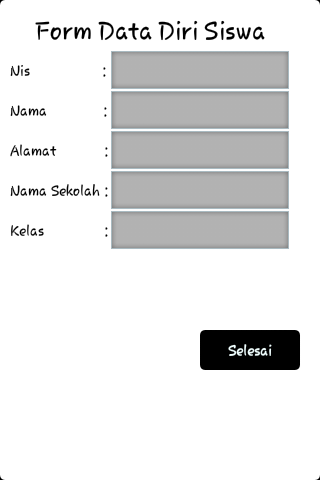 Form Data Diri Siswa
Nis :
Nama :
Alamat :
Nama Sekolah :
Kelas :
Selesai